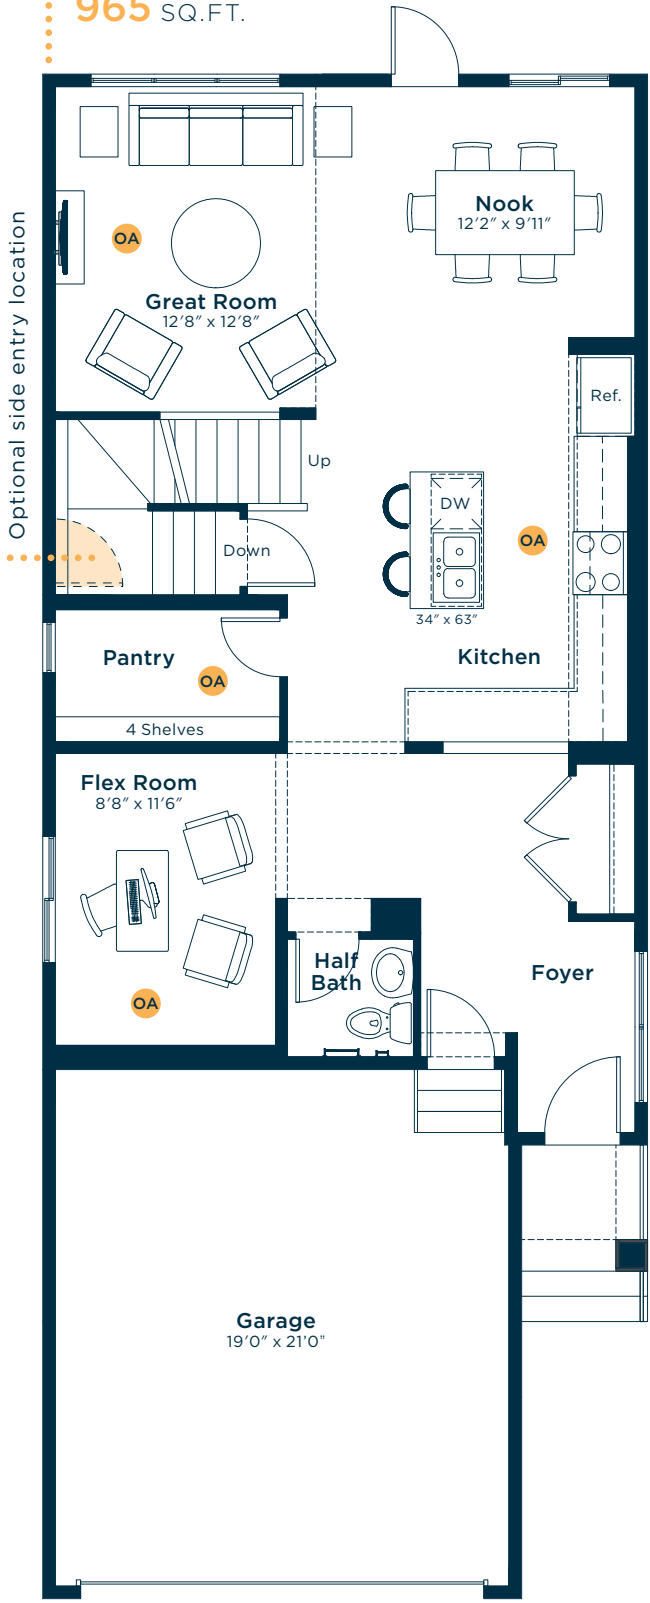 965 SQ.FT.
Optional side entry location
Nook
12'2" x 9'11"
OA
Great Room
12'8" x 12'8"
Ref.
Up
DW
OA
Down
34" x 63"
Pantry
Kitchen
OA
4 Shelves
Flex Room
8'8" x 11'6"
Half
Bath
Foyer
OA
Garage
19'0" x 21'0"